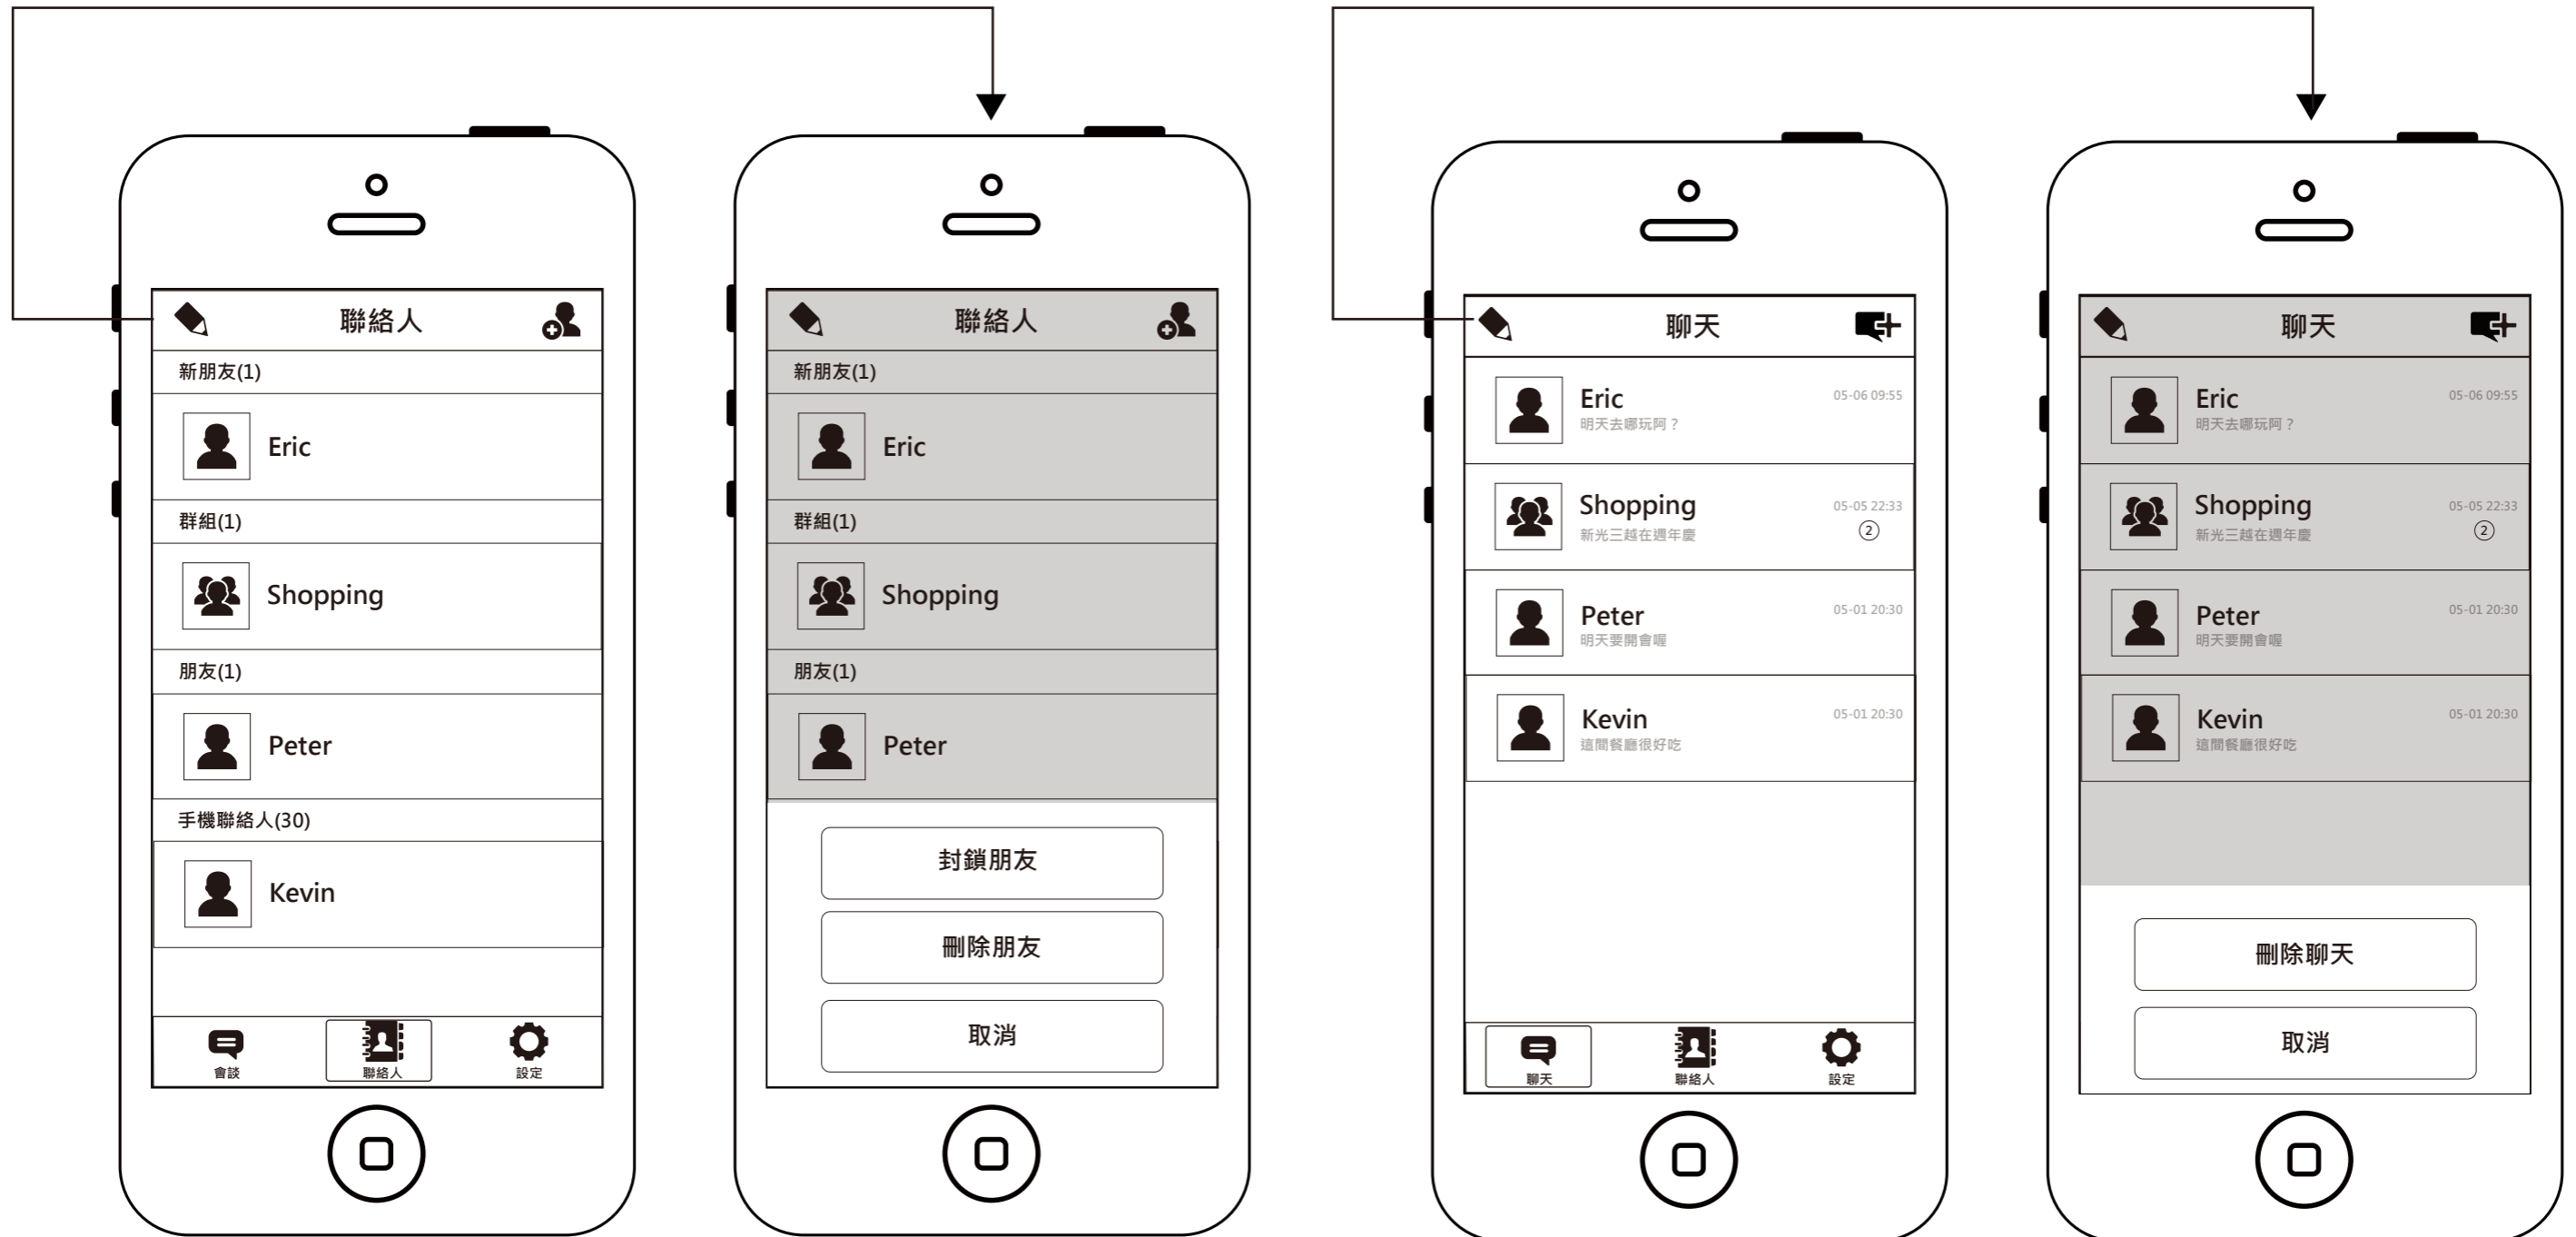 聯絡人
新朋友(1)
Eric
群組(1)
Shopping
朋友(1)
Peter
手機聯絡人(30)
Kevin
會談
聯絡人
設定
聯絡人
新朋友(1)
Eric
群組(1)
Shopping
朋友(1)
Peter
封鎖朋友
刪除朋友
取消
聊天
Eric
05-06 09:55
明天去哪玩阿？
Shopping
05-05 22:33
新光三越在週年慶
2
Peter
05-01 20:30
明天要開會喔
Kevin
05-01 20:30
這間餐廳很好吃
聊天
聯絡人
設定
聊天
Eric
05-06 09:55
明天去哪玩阿？
Shopping
05-05 22:33
新光三越在週年慶
2
Peter
05-01 20:30
明天要開會喔
Kevin
05-01 20:30
這間餐廳很好吃
刪除聊天
取消